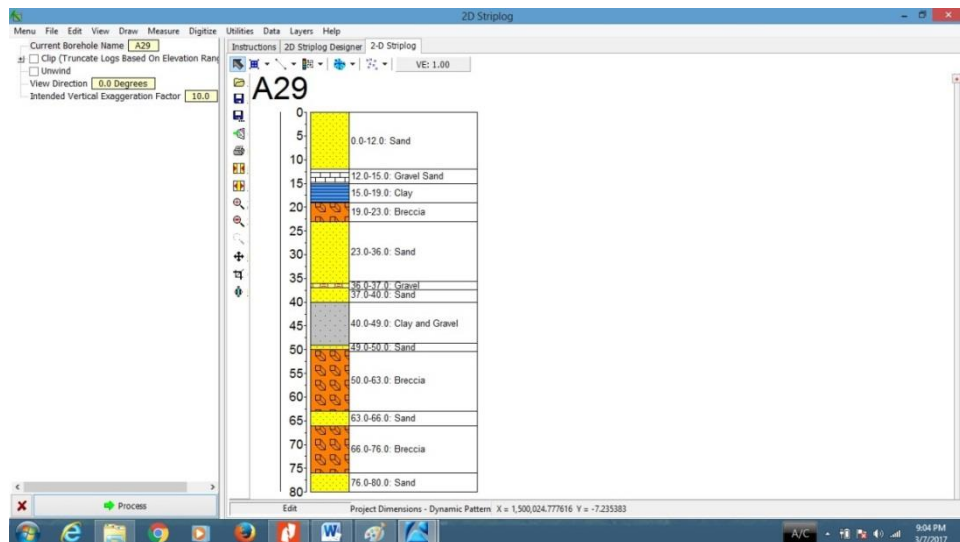 2D Striplog
Menu File Edit View Draw Measure Digitize Utilities Data Layers Help
Current Borehole Name A29
Clip (Truncate Logs Based On Elevation Rang
Unwind
View Direction 0.0 Degrees
Intended Vertical Exaggeration Factor 10.0
Instructions 2D Striplog Designer 2-D Striplog
VE: 1.00
A29
0
5
0.0-12.0: Sand
10
12.0-15.0: Gravel Sand
15
15.0-19.0: Clay
20
19.0-23.0: Breccia
25
30
23.0-36.0: Sand
35
36.0-37.0: Gravel
37.0-40.0: Sand
40
45
40.0-49.0: Clay and Gravel
50
49.0-50.0: Sand
55
50.0-63.0: Breccia
60
65
63.0-66.0: Sand
70
66.0-76.0: Breccia
75
76.0-80.0: Sand
80
Process
Edit Project Dimensions - Dynamic Pattern X = 1,500,024.777616 Y = -7.235383
A/C
9:04 PM
3/7/2017